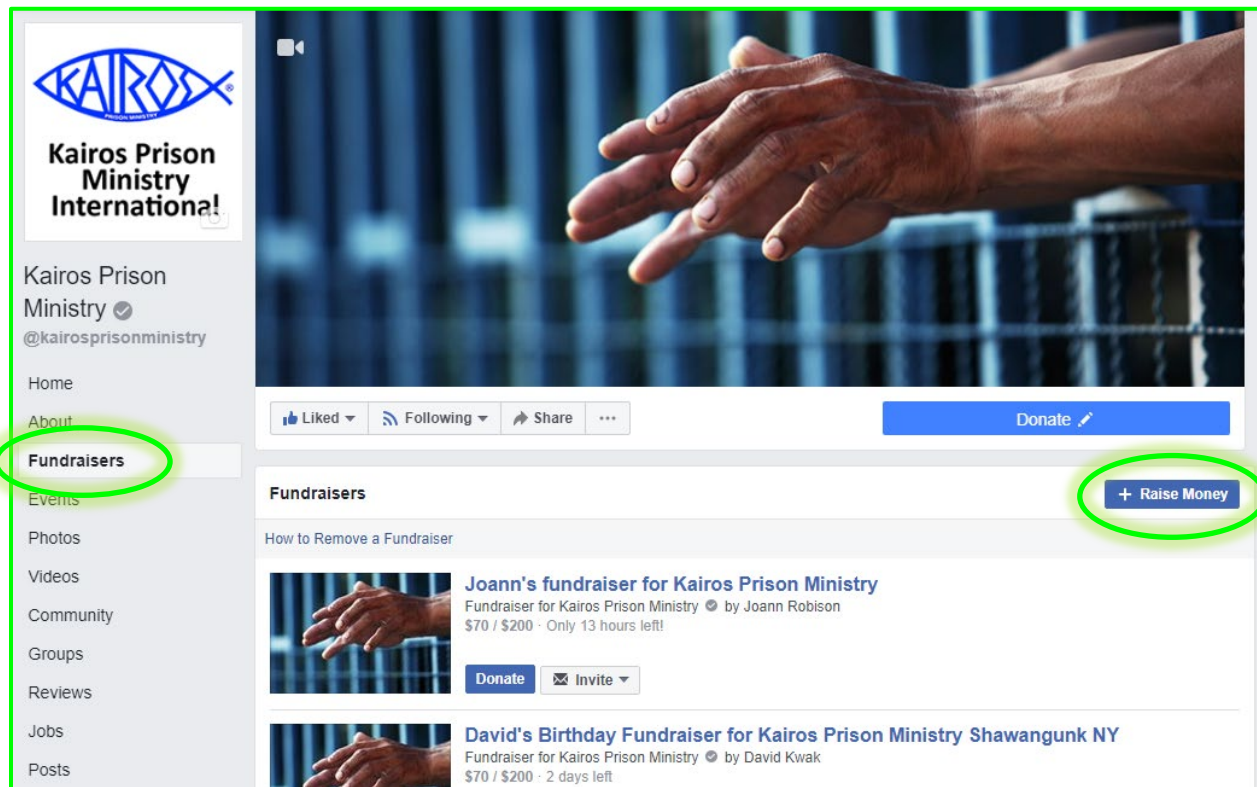 KAIROS®
PRISON MINISTRY
Kairos Prison
Ministry
International
Kairos Prison
Ministry
@kairosprisonministry
Home
About
Fundraisers
Events
Photos
Videos
Community
Groups
Reviews
Jobs
Posts
Liked
Following
Share
...
Donate
Fundraisers
+ Raise Money
How to Remove a Fundraiser
Joann's fundraiser for Kairos Prison Ministry
Fundraiser for Kairos Prison Ministry by Joann Robison
$70 / $200 · Only 13 hours left!
Donate
Invite
David's Birthday Fundraiser for Kairos Prison Ministry Shawangunk NY
Fundraiser for Kairos Prison Ministry by David Kwak
$70 / $200 · 2 days left